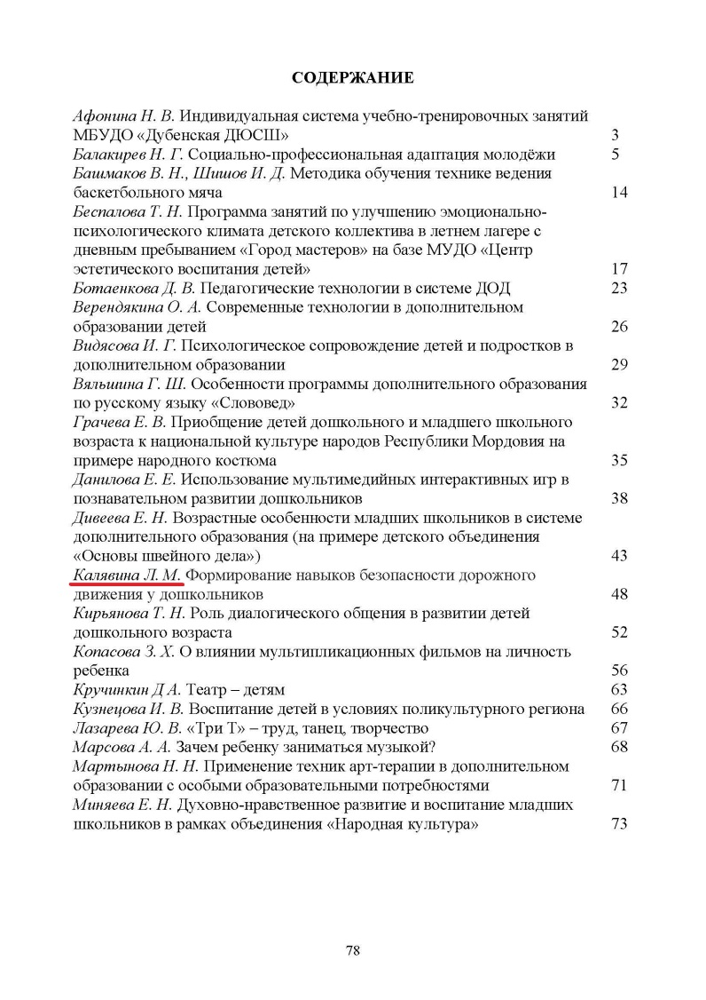 СОДЕРЖАНИЕ
Афонина Н. В. Индивидуальная система учебно-тренировочных занятий
МБУДО «Дубенская ДЮСШ» 3
Балакирев Н. Г. Социально-профессиональная адаптация молодёжи 5
Башмаков В. Н., Шишов И. Д. Методика обучения технике ведения
баскетбольного мяча 14
Беспалова Т. Н. Программа занятий по улучшению эмоционально-
психологического климата детского коллектива в летнем лагере с
дневным пребыванием «Город мастеров» на базе МУДО «Центр
эстетического воспитания детей» 17
Ботаенкова Д. В. Педагогические технологии в системе ДОД 23
Верендякина О. А. Современные технологии в дополнительном
образовании детей 26
Видясова И. Г. Психологическое сопровождение детей и подростков в
дополнительном образовании 29
Вяльшина Г. Ш. Особенности программы дополнительного образования
по русскому языку «Слововед» 32
Грачева Е. В. Приобщение детей дошкольного и младшего школьного
возраста к национальной культуре народов Республики Мордовия на
примере народного костюма 35
Данилова Е. Е. Использование мультимедийных интерактивных игр в
познавательном развитии дошкольников 38
Дивеева Е. Н. Возрастные особенности младших школьников в системе
дополнительного образования (на примере детского объединения
«Основы швейного дела») 43
Калявина Л. М. Формирование навыков безопасности дорожного
движения у дошкольников 48
Кирьянова Т. Н. Роль диалогического общения в развитии детей
дошкольного возраста 52
Копасова З. Х. О влиянии мультипликационных фильмов на личность
ребенка 56
Кручинкин Д А. Театр – детям 63
Кузнецова И. В. Воспитание детей в условиях поликультурного региона 66
Лазарева Ю. В. «Три Т» – труд, танец, творчество 67
Марсова А. А. Зачем ребенку заниматься музыкой? 68
Мартынова Н. Н. Применение техник арт-терапии в дополнительном
образовании с особыми образовательными потребностями 71
Миняева Е. Н. Духовно-нравственное развитие и воспитание младших
школьников в рамках объединения «Народная культура» 73
78